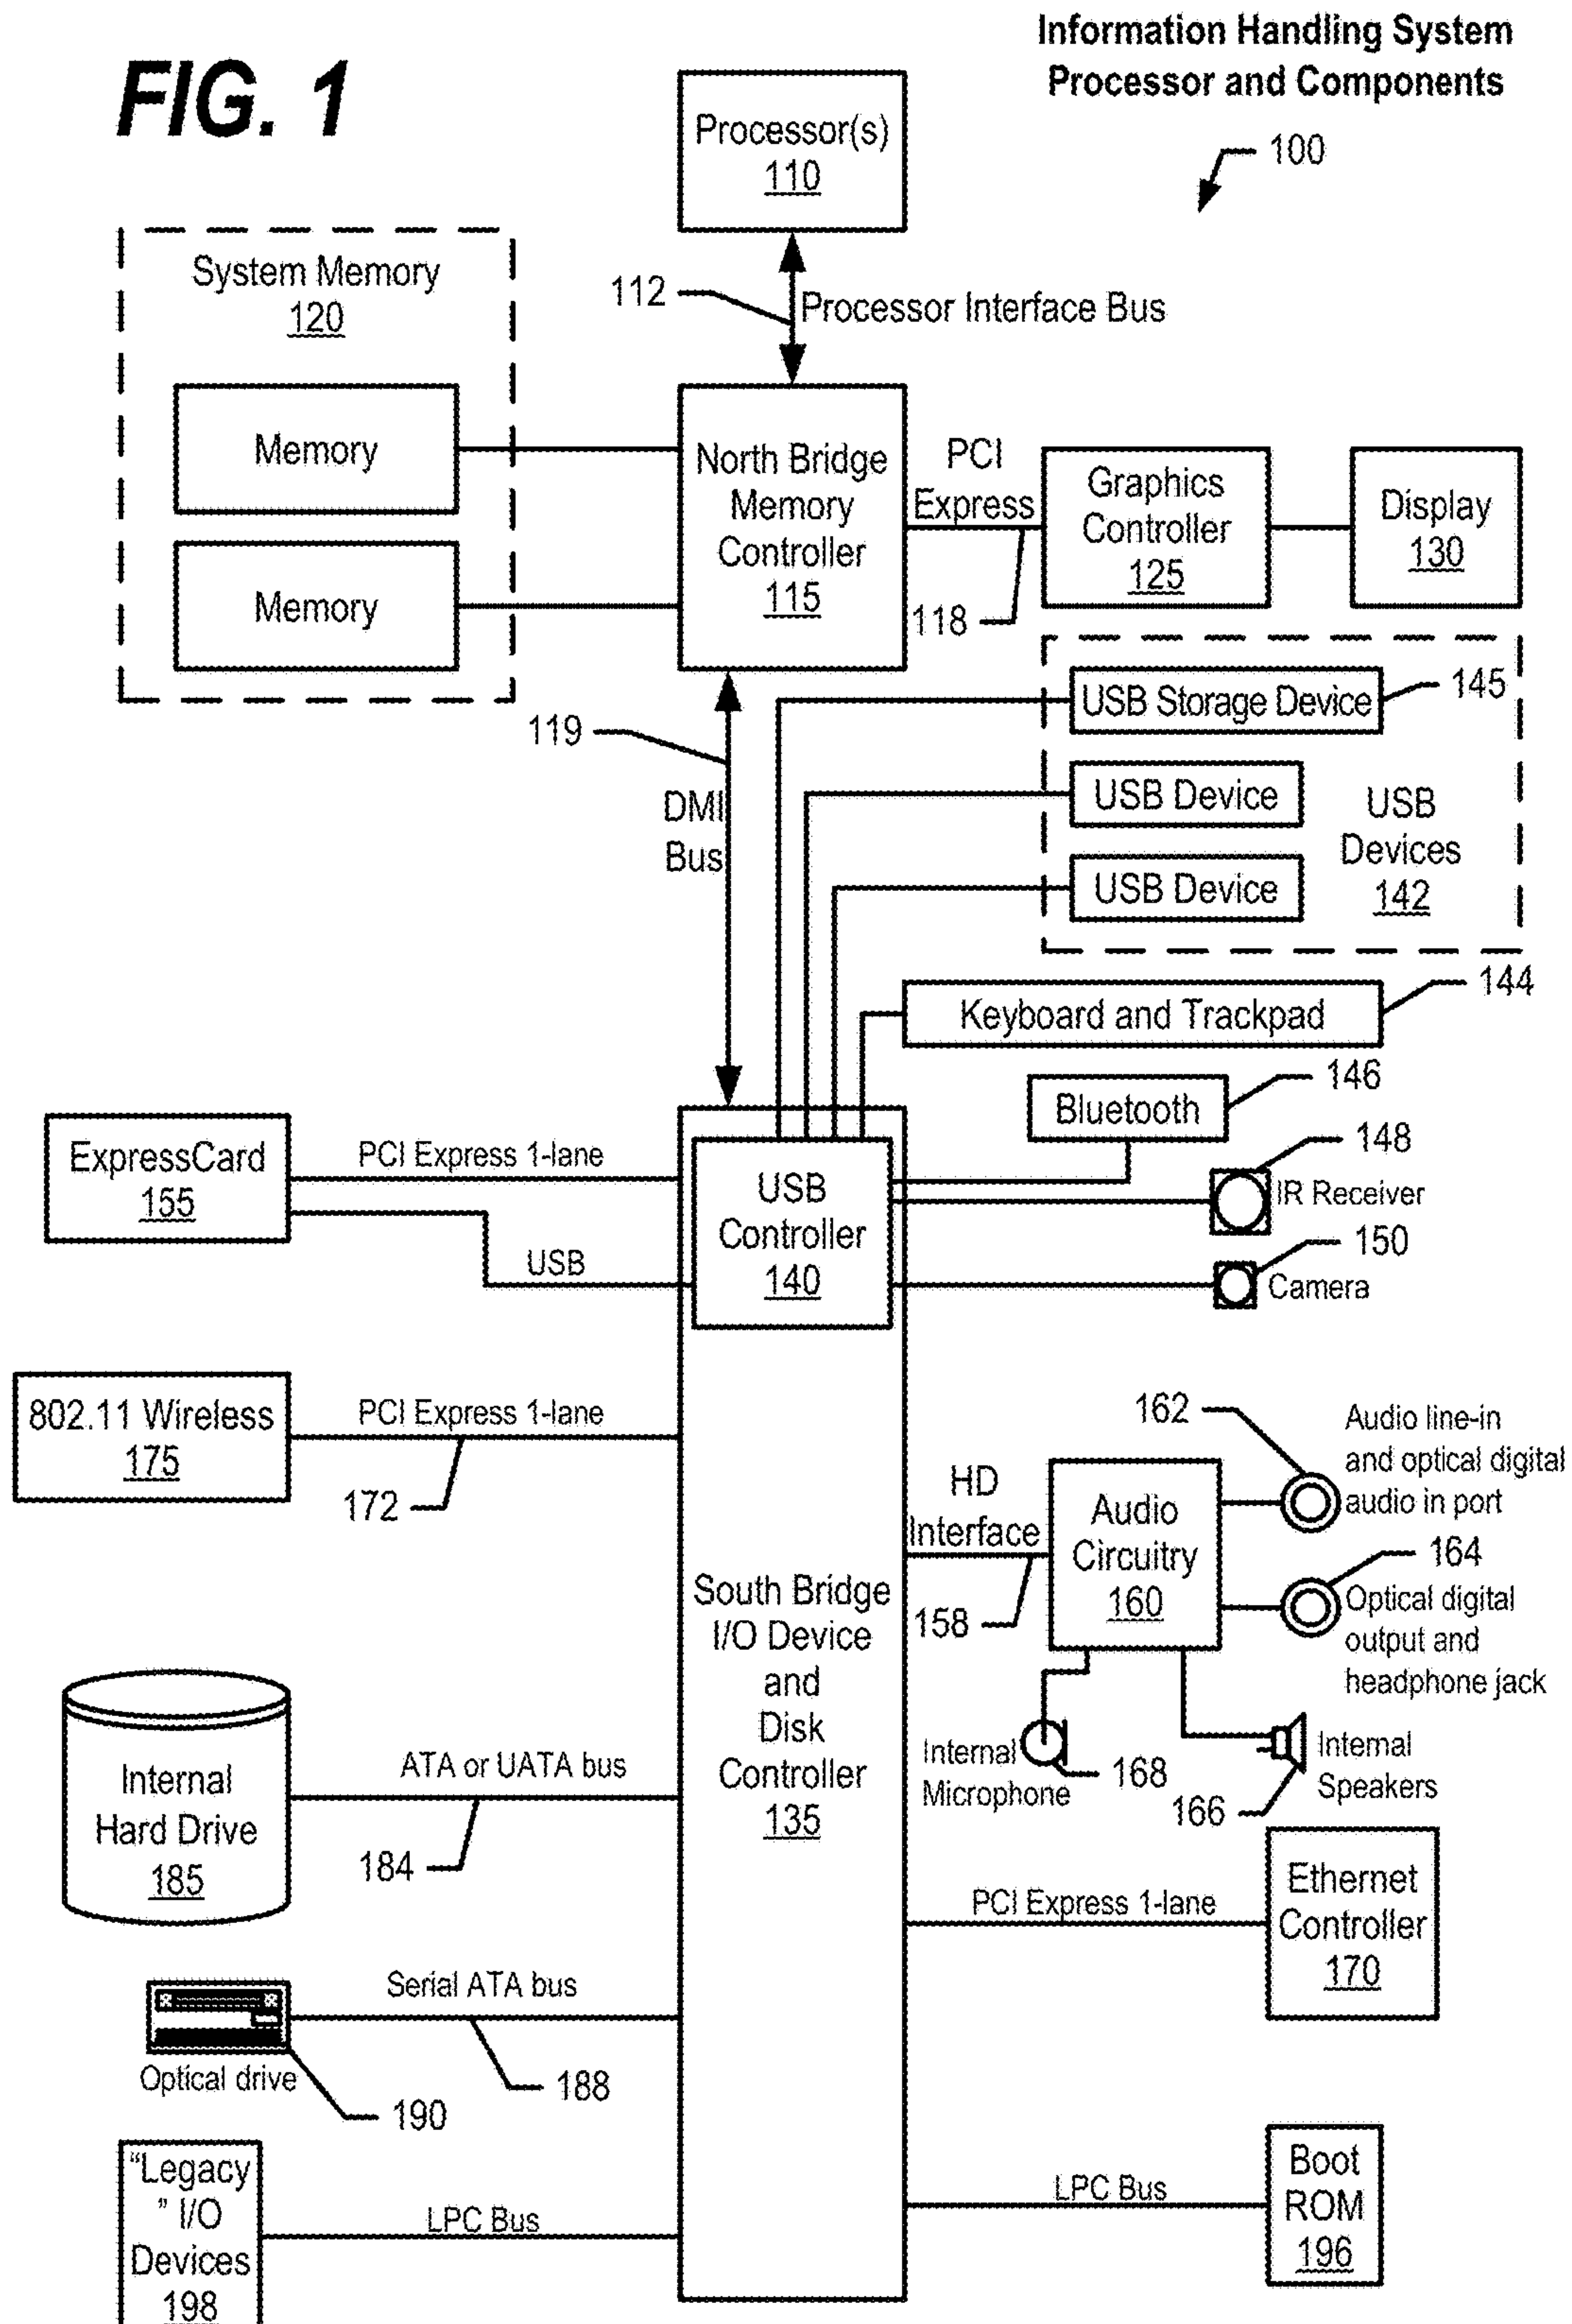 FIG. 1
Information Handling System
Processor and Components
100
Processor(s)
110
112
Processor Interface Bus
System Memory
120
Memory
Memory
North Bridge
Memory
Controller
115
PCI
Express
118
Graphics
Controller
125
Display
130
119
DMI
Bus
USB Storage Device
145
USB Device
USB Device
USB
Devices
142
Keyboard and Trackpad
144
Bluetooth
146
148
IR Receiver
150
Camera
ExpressCard
155
PCI Express 1-lane
USB
USB
Controller
140
802.11 Wireless
175
PCI Express 1-lane
172
South Bridge
I/O Device
and
Disk
Controller
135
HD
Interface
158
Audio
Circuitry
160
162
Audio line-in
and optical digital
audio in port
164
Optical digital
output and
headphone jack
Internal
Microphone
168
166
Internal
Speakers
Internal
Hard Drive
185
ATA or UATA bus
184
PCI Express 1-lane
Ethernet
Controller
170
Serial ATA bus
188
Optical drive
190
"Legacy
" I/O
Devices
198
LPC Bus
LPC Bus
Boot
ROM
196